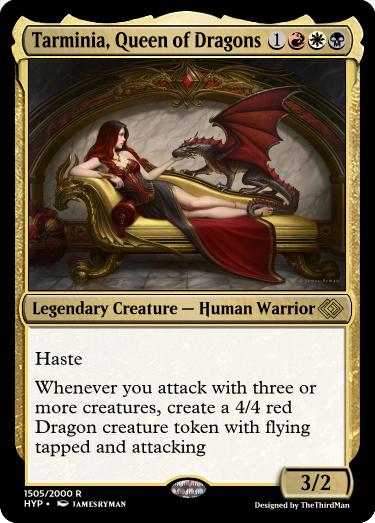 Tarminia, Queen of Dragons 1
Legendary Creature — Human Warrior
Haste
Whenever you attack with three or
more creatures, create a 4/4 red
Dragon creature token with flying
tapped and attacking
3/2
1505/2000 R
HYP • JAMESRYMAN
Designed by TheThirdMan